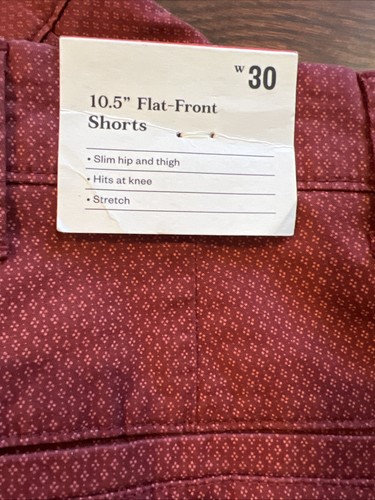 W 30
10.5” Flat-Front
Shorts
• Slim hip and thigh
• Hits at knee
• Stretch